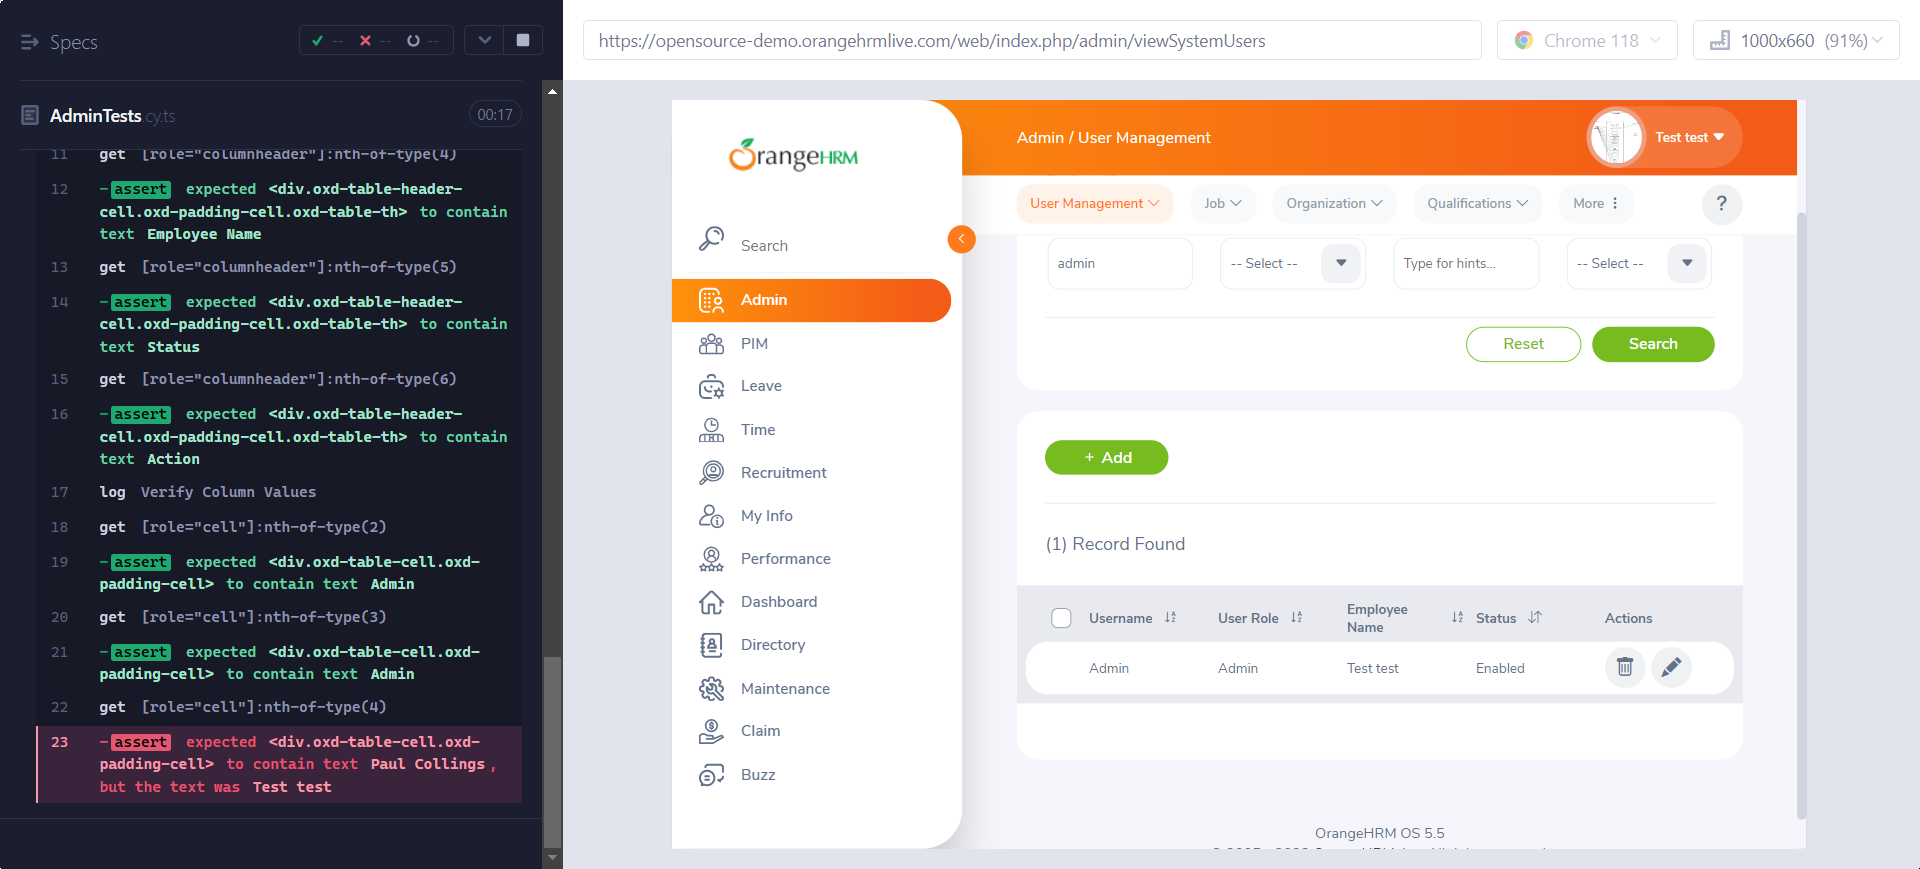 Specs
-- -- --
AdminTests.cy.ts
00:17
11 get [role="columnheader"]:nth-of-type(4)
12 -assert expected <div.oxd-table-header-
cell.oxd-padding-cell.oxd-table-th> to contain
text Employee Name
13 get [role="columnheader"]:nth-of-type(5)
14 -assert expected <div.oxd-table-header-
cell.oxd-padding-cell.oxd-table-th> to contain
text Status
15 get [role="columnheader"]:nth-of-type(6)
16 -assert expected <div.oxd-table-header-
cell.oxd-padding-cell.oxd-table-th> to contain
text Action
17 log Verify Column Values
18 get [role="cell"]:nth-of-type(2)
19 -assert expected <div.oxd-table-cell.oxd-
padding-cell> to contain text Admin
20 get [role="cell"]:nth-of-type(3)
21 -assert expected <div.oxd-table-cell.oxd-
padding-cell> to contain text Admin
22 get [role="cell"]:nth-of-type(4)
23 -assert expected <div.oxd-table-cell.oxd-
padding-cell> to contain text Paul Collings,
but the text was Test test
https://opensource-demo.orangehrmlive.com/web/index.php/admin/viewSystemUsers
Chrome 118
1000x660 (91%)
OrangeHRM
Search
Admin
PIM
Leave
Time
Recruitment
My Info
Performance
Dashboard
Directory
Maintenance
Claim
Buzz
Admin / User Management
Test test
User Management
Job
Organization
Qualifications
More
?
admin
-- Select --
Type for hints...
-- Select --
Reset
Search
+ Add
(1) Record Found
Username
User Role
Employee
Name
Status
Actions
Admin
Admin
Test test
Enabled
OrangeHRM OS 5.5